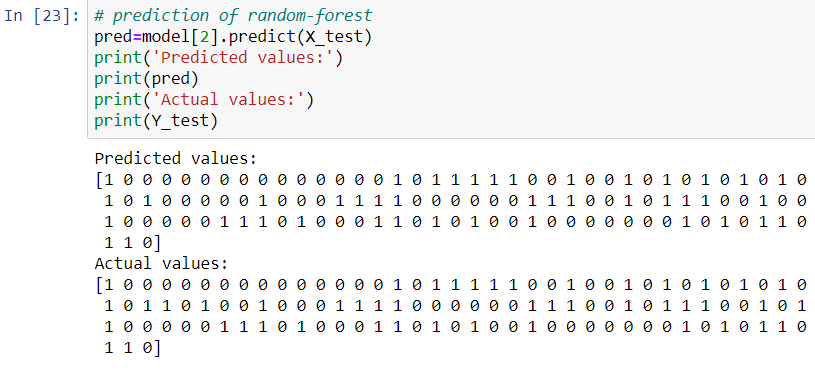 In [23]: # prediction of random-forest
pred=model[2].predict(X_test)
print('Predicted values:')
print(pred)
print('Actual values:')
print(Y_test)
Predicted values:
[1 0 0 0 0 0 0 0 0 0 0 0 0 0 0 1 0 1 1 1 1 1 0 0 1 0 0 1 0 1 0 1 0 1 0 1 0
1 0 1 0 0 0 0 0 1 0 0 0 1 1 1 1 0 0 0 0 0 0 1 1 1 0 0 1 0 1 1 1 0 0 1 0 0
1 0 0 0 0 0 1 1 1 0 1 0 0 0 1 1 0 1 0 1 0 0 1 0 0 0 0 0 0 0 1 0 1 0 1 1 0
1 1 0]
Actual values:
[1 0 0 0 0 0 0 0 0 0 0 0 0 0 0 1 0 1 1 1 1 1 0 0 1 0 0 1 0 1 0 1 0 1 0 1 0
1 0 1 1 0 1 0 0 1 0 0 0 1 1 1 1 0 0 0 0 0 0 1 1 1 0 0 1 0 1 1 1 0 0 1 0 1
1 0 0 0 0 0 1 1 1 0 1 0 0 0 1 1 0 1 0 1 0 0 1 0 0 0 0 0 0 0 1 0 1 0 1 1 0
1 1 0]